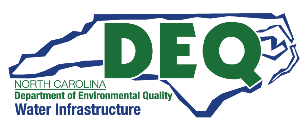 DEQ
NORTH CAROLINA
Department of Environmental Quality
Water Infrastructure